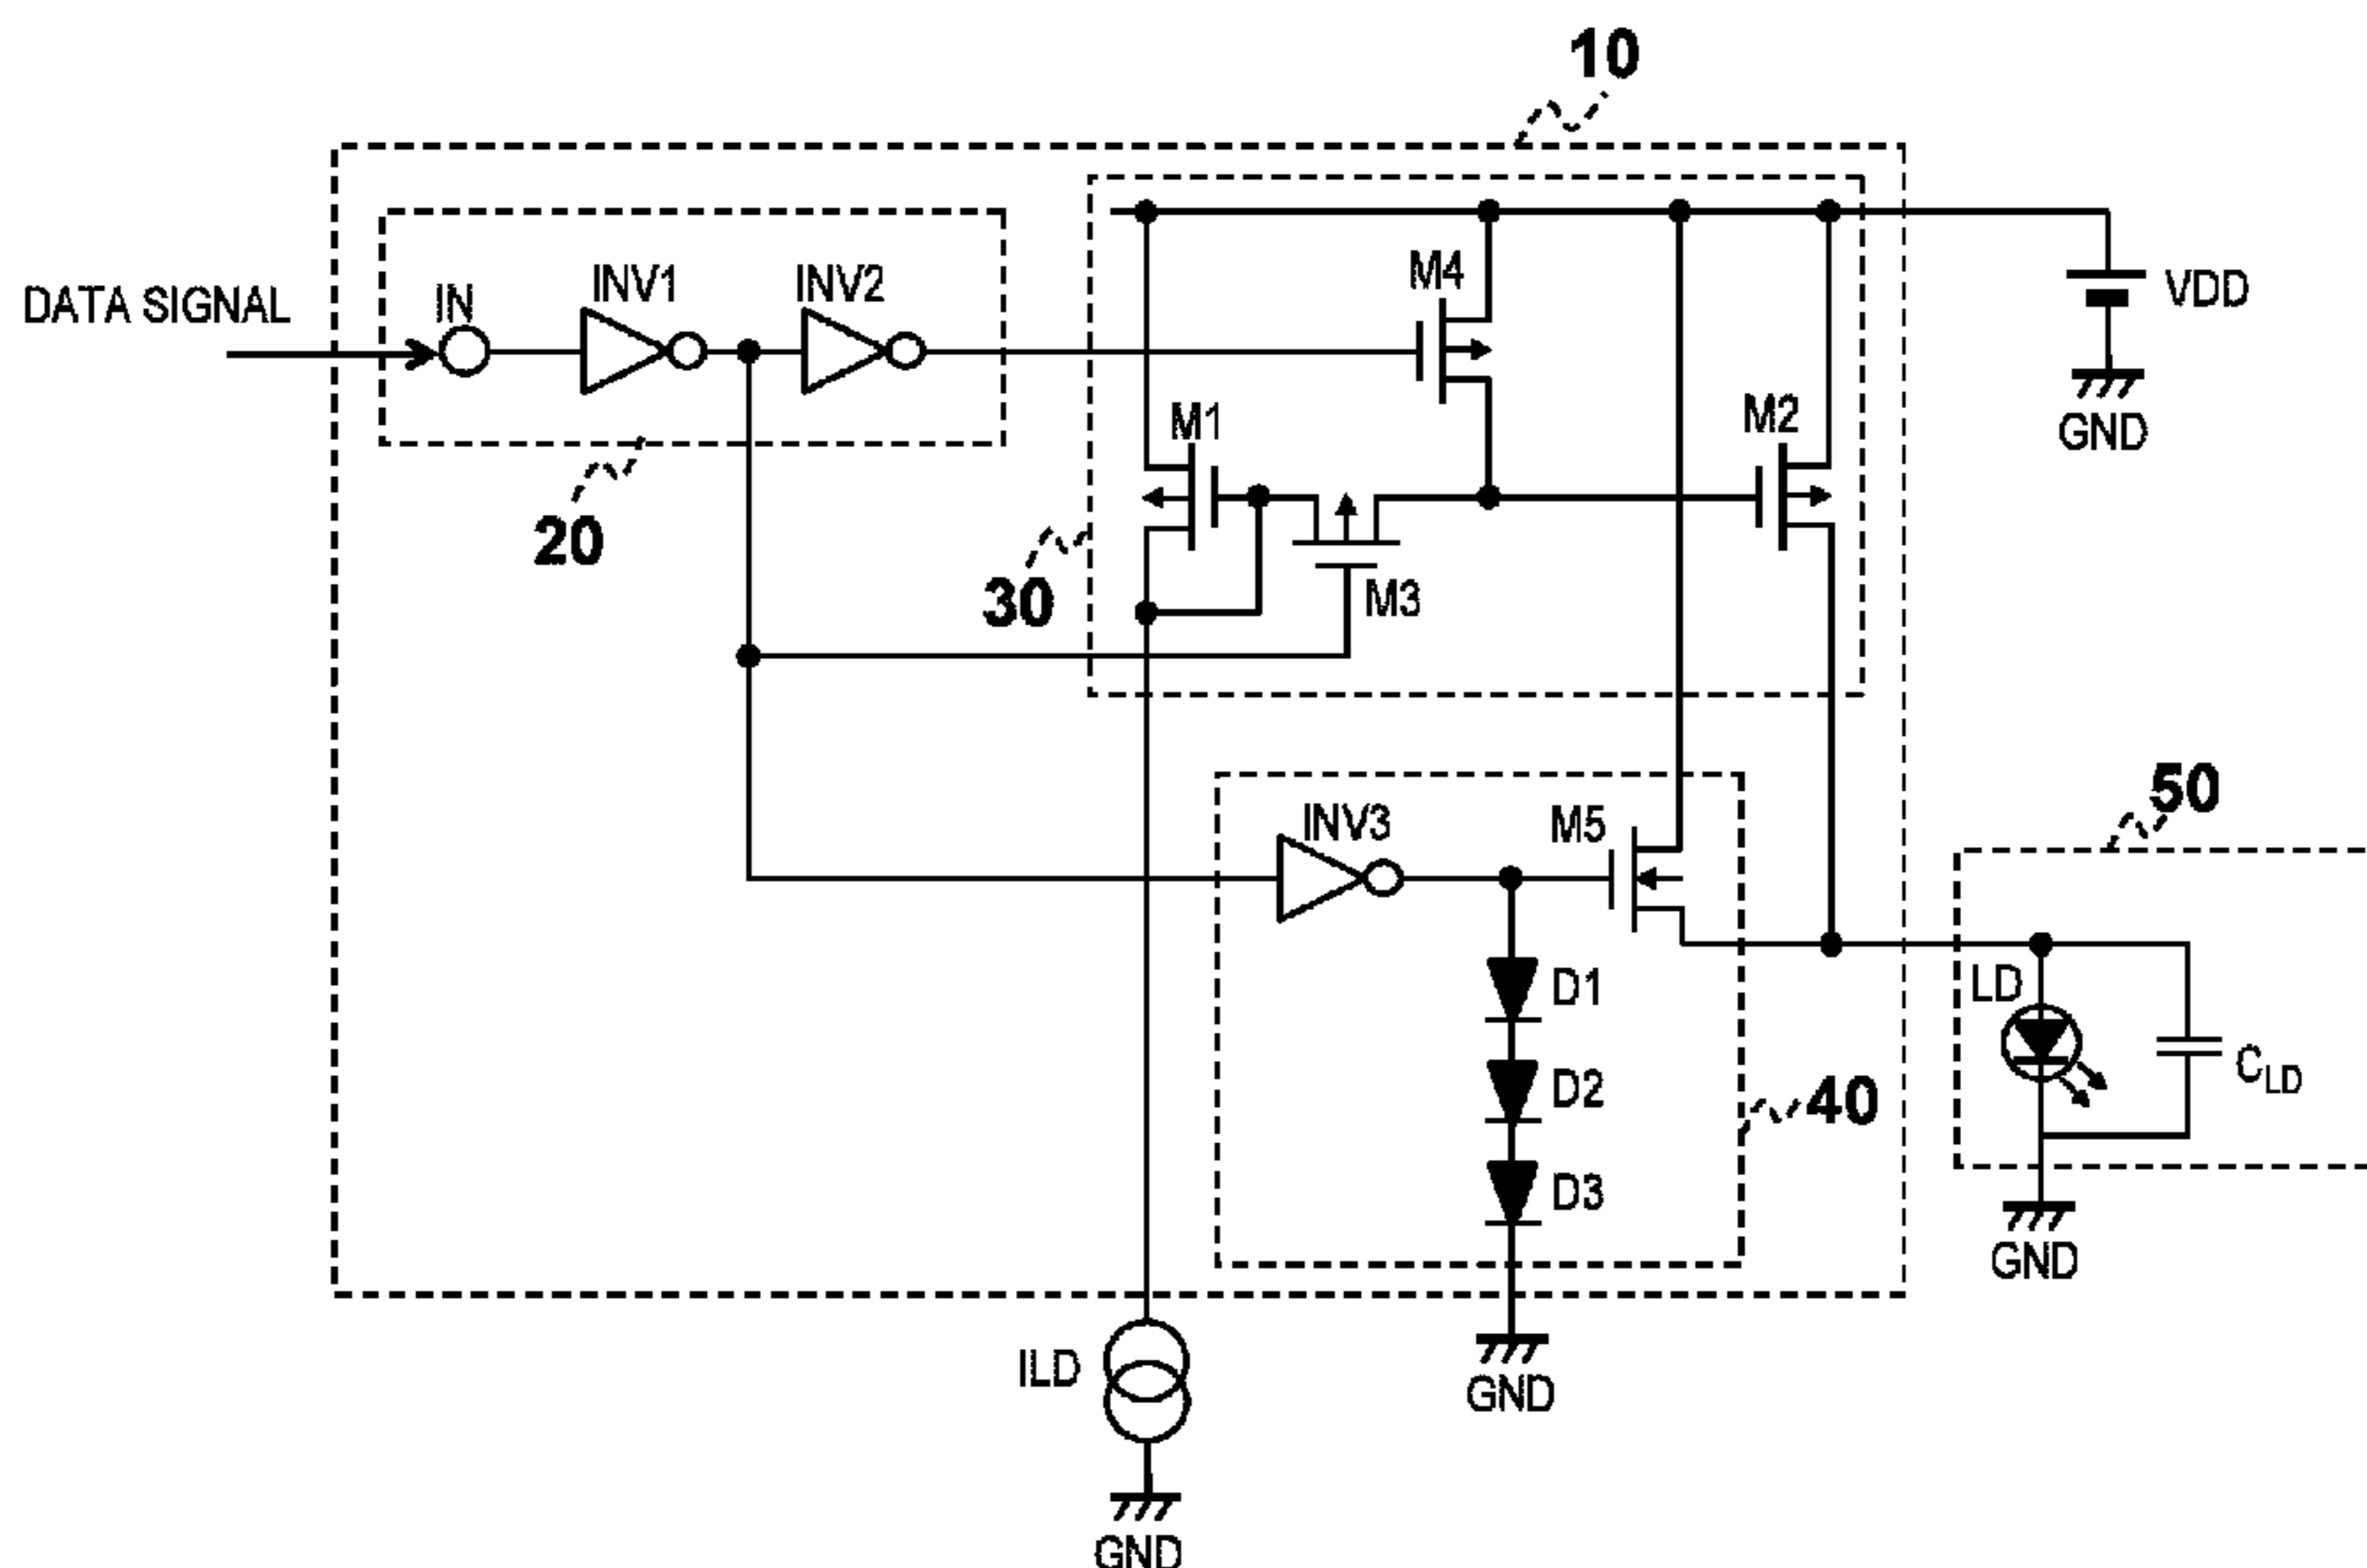 10
DATA SIGNAL
IN
INV1
INV2
M4
VDD
GND
M1
M2
20
30
M3
INV3
M5
50
D1
LD
C_LD
D2
40
D3
GND
ILD
GND
GND